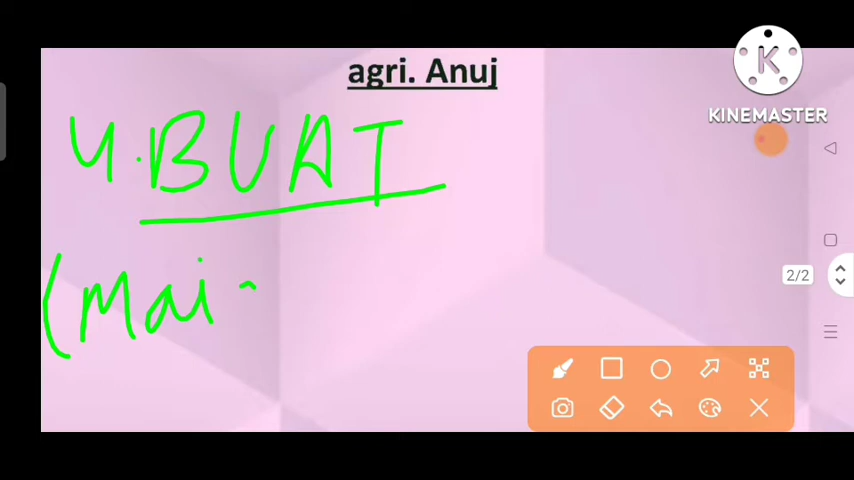 agri. Anuj
KINEMASTER
4. BUAT
2/2
(Mai